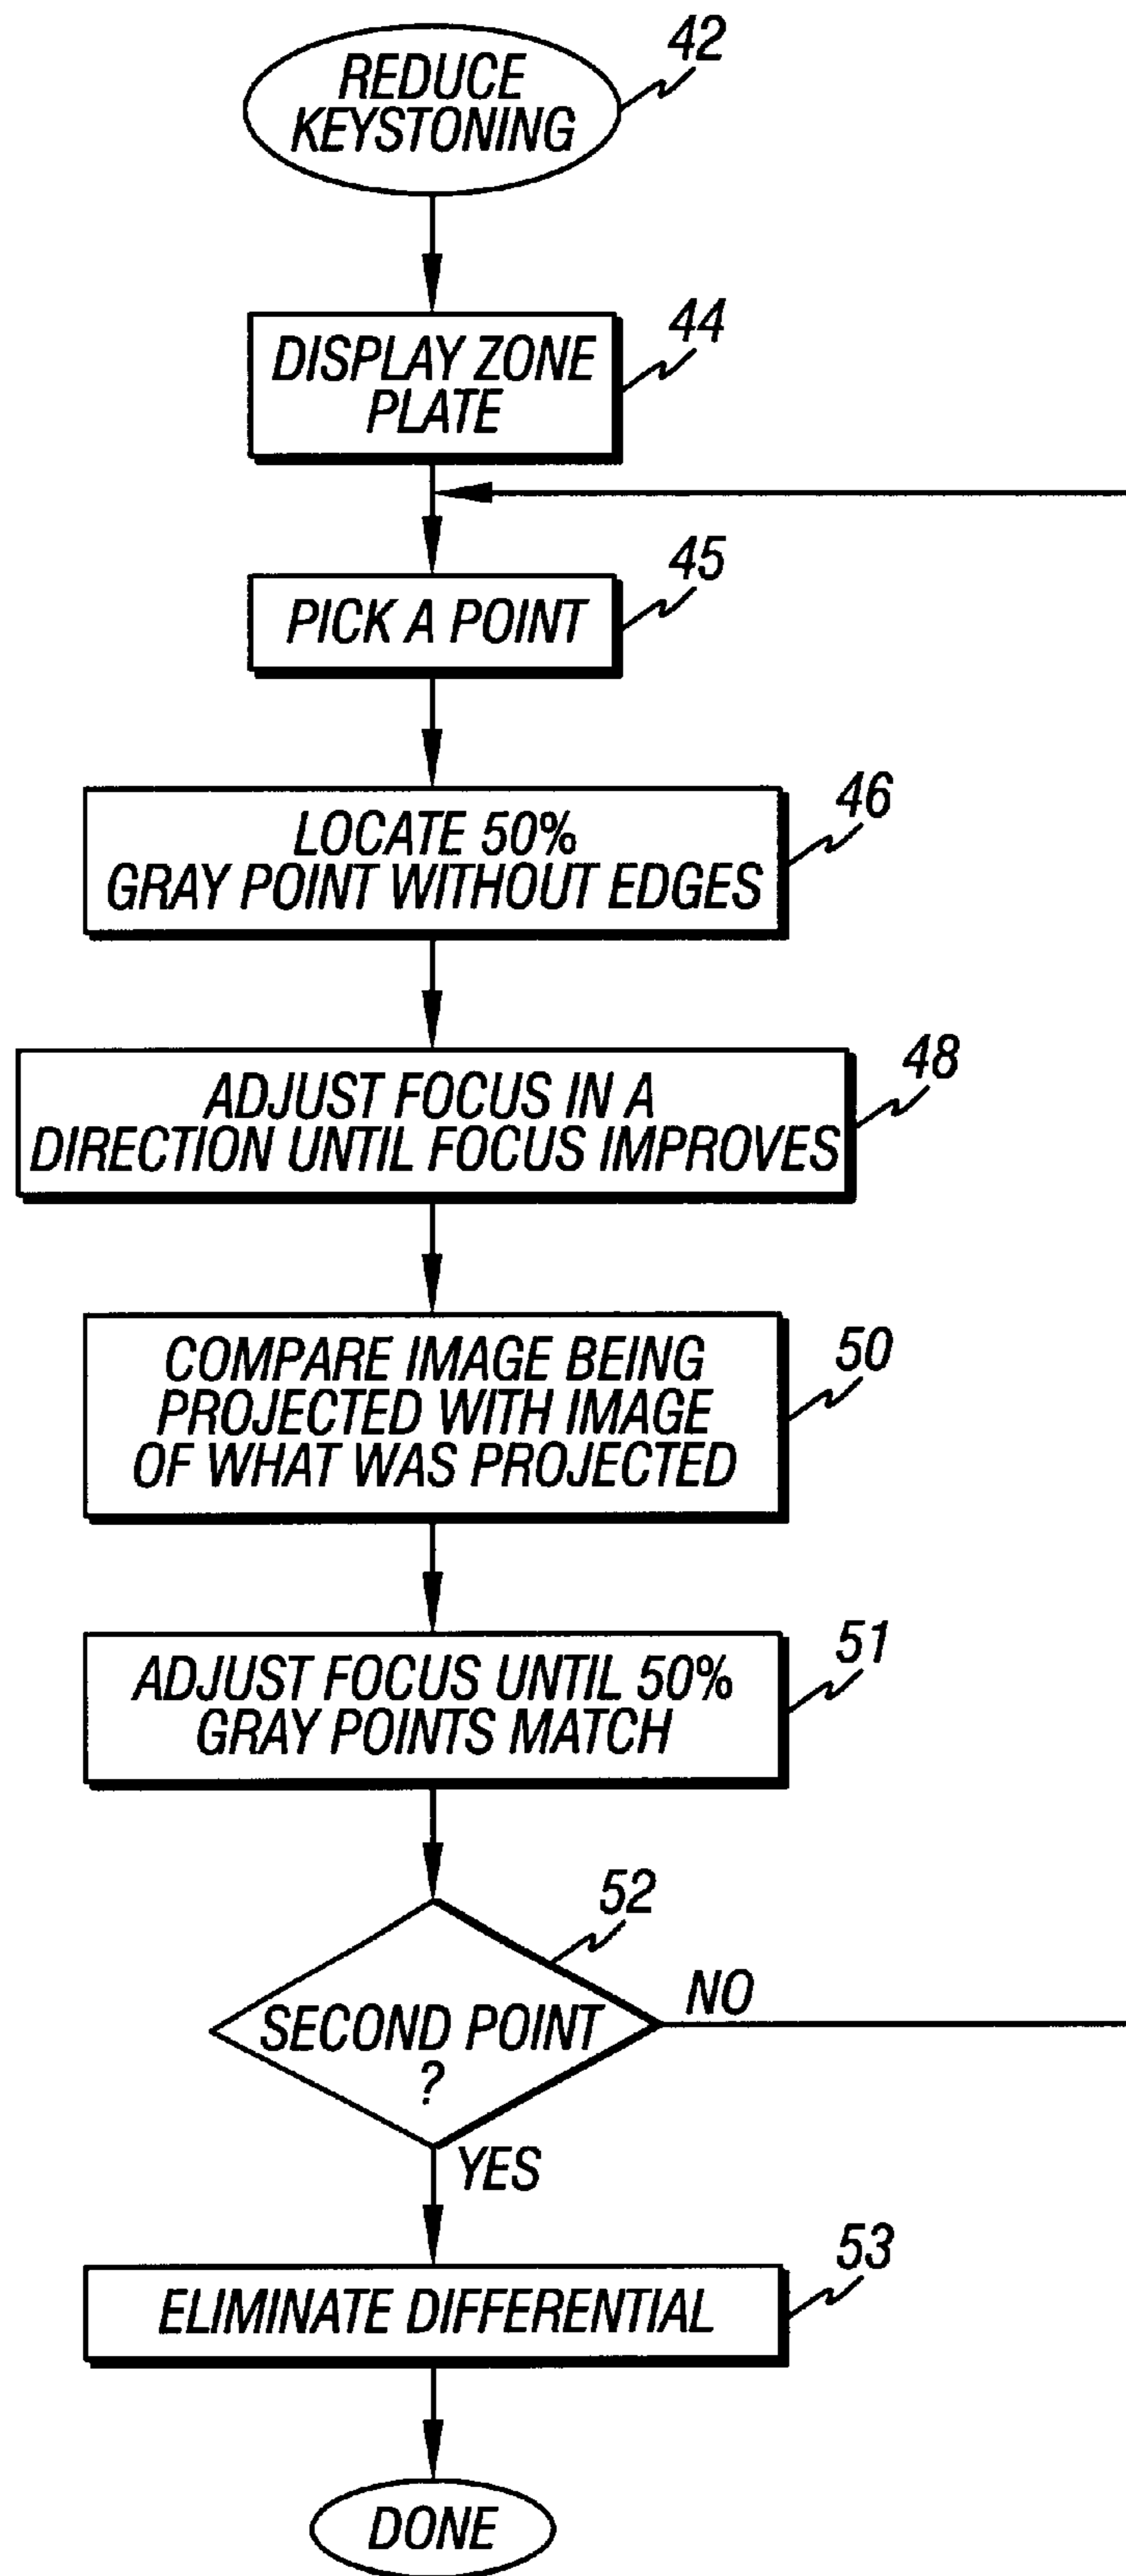 42
REDUCE
KEYSTONING
44
DISPLAY ZONE
PLATE
45
PICK A POINT
46
LOCATE 50%
GRAY POINT WITHOUT EDGES
48
ADJUST FOCUS IN A
DIRECTION UNTIL FOCUS IMPROVES
50
COMPARE IMAGE BEING
PROJECTED WITH IMAGE
OF WHAT WAS PROJECTED
51
ADJUST FOCUS UNTIL 50%
GRAY POINTS MATCH
52
SECOND POINT
?
NO
YES
53
ELIMINATE DIFFERENTIAL
DONE